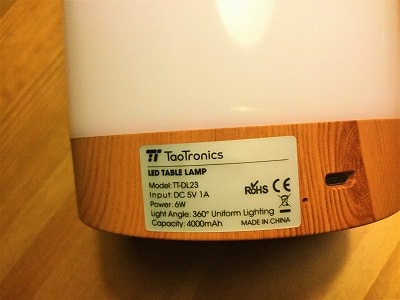 TT TaoTronics
LED TABLE LAMP
Model: TT-DL23
Input: DC 5V 1A
Power: 6W
RoHS CE
Light Angle: 360° Uniform Lighting
Capacity: 4000mAh
MADE IN CHINA